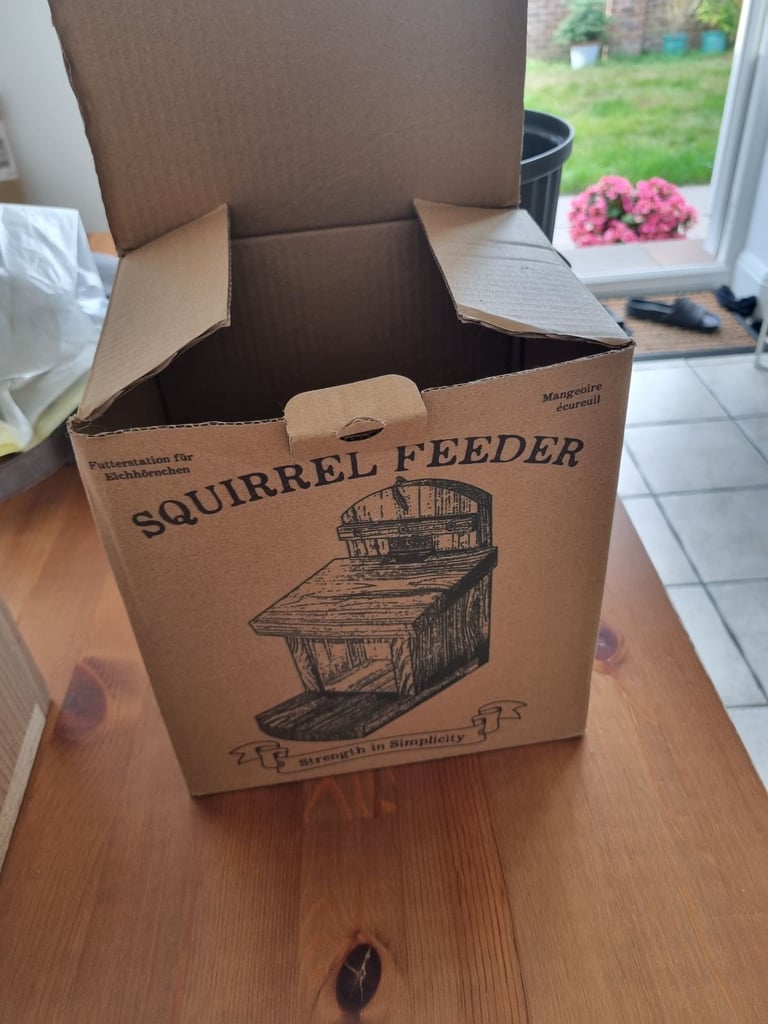 Futterstation für
Eichhörnchen
Mangeoire
écureuil
SQUIRREL FEEDER
Strength in Simplicity